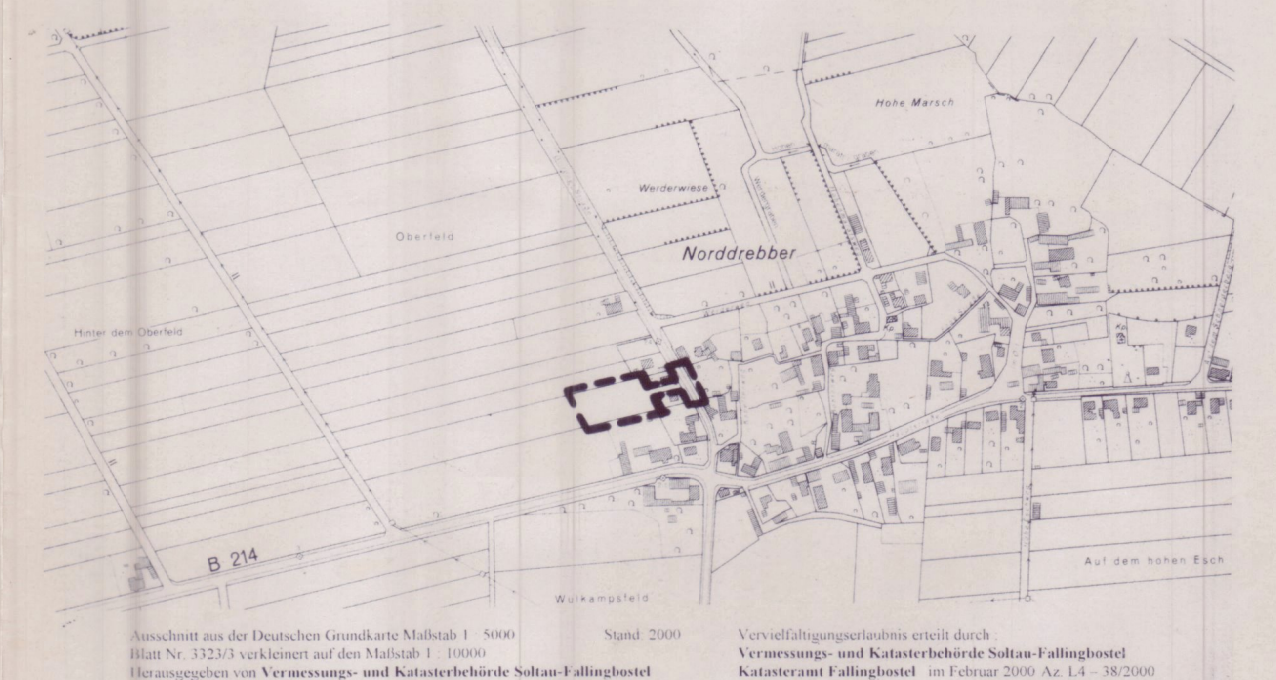 Hohe Marsch
Werderwiese
Oberfeld
Norddrebber
Hinter dem Oberfeld
Kp.
B 214
Auf dem hohen Esch
Wulkampsfeld
Ausschnitt aus der Deutschen Grundkarte Maßstab 1 : 5000
Stand: 2000
Blatt Nr. 3323/3 verkleinert auf den Maßstab 1 : 10000
Herausgegeben von Vermessungs- und Katasterbehörde Soltau-Fallingbostel
Vervielfältigungserlaubnis erteilt durch :
Vermessungs- und Katasterbehörde Soltau-Fallingbostel
Katasteramt Fallingbostel im Februar 2000 Az. L4 – 38/2000